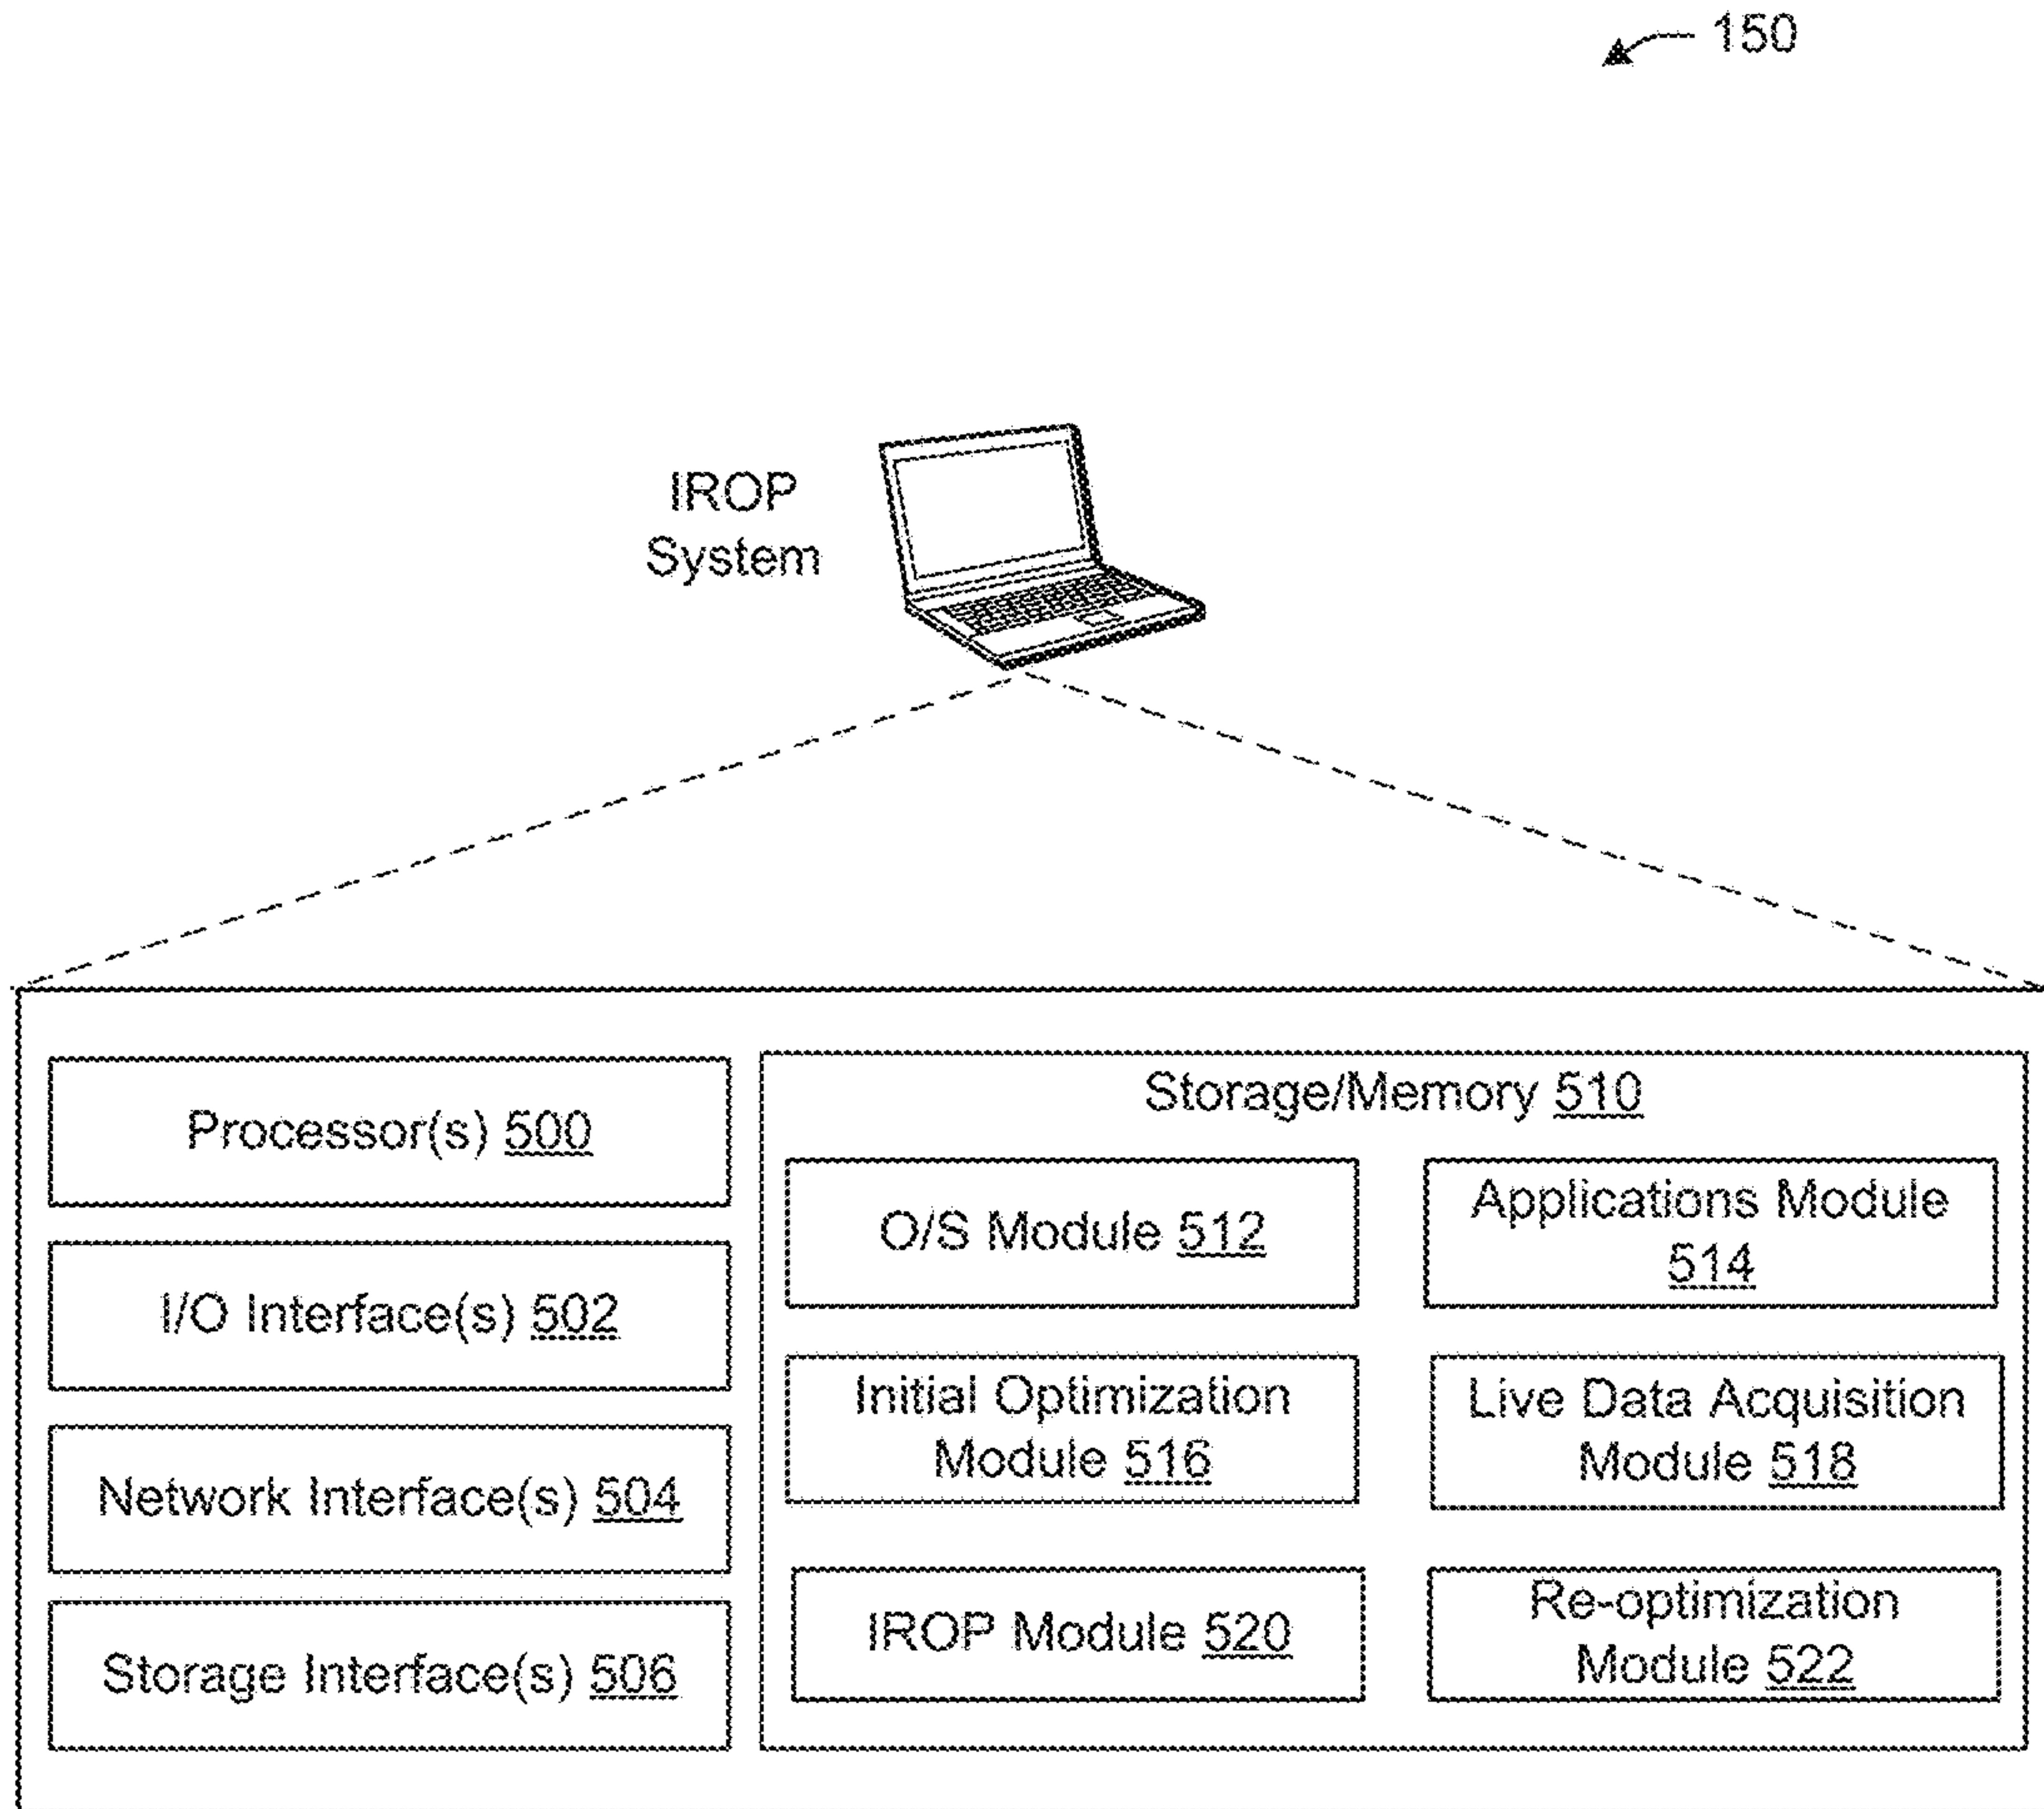 150
IROP
System
Processor(s) 500
I/O Interface(s) 502
Network Interface(s) 504
Storage Interface(s) 506
Storage/Memory 510
O/S Module 512
Applications Module
514
Initial Optimization
Module 516
Live Data Acquisition
Module 518
IROP Module 520
Re-optimization
Module 522